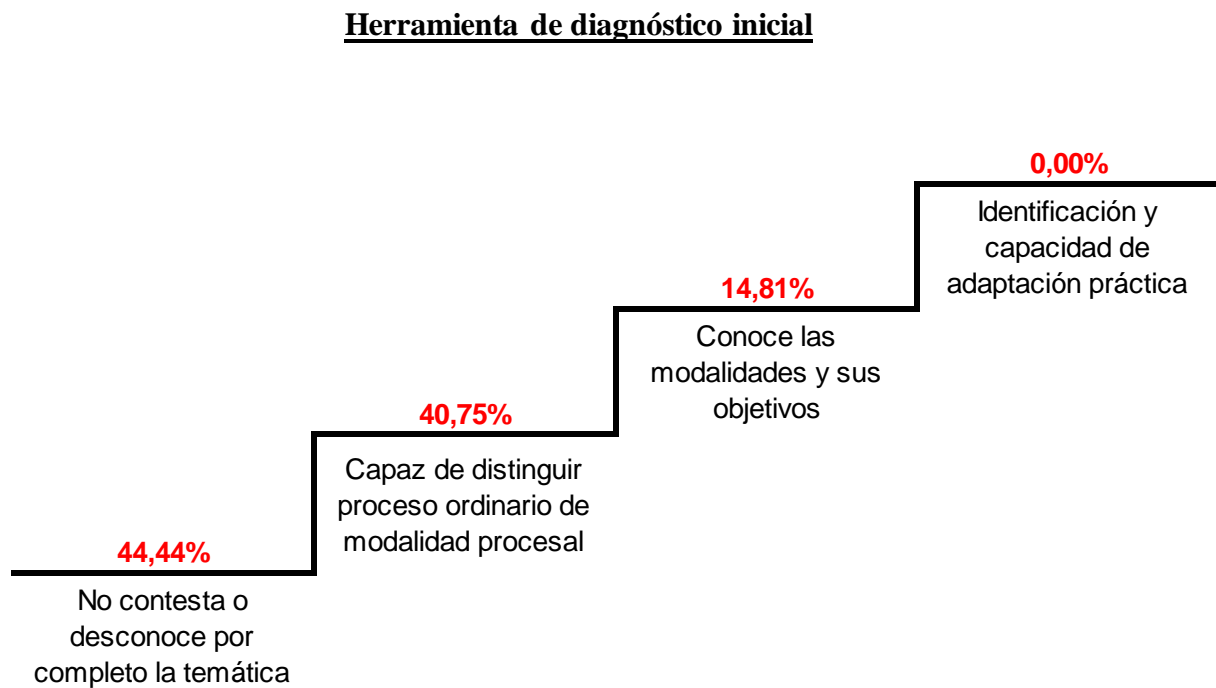 Herramienta de diagnóstico inicial
0,00%
Identificación y
capacidad de
adaptación práctica
14,81%
Conoce las
modalidades y sus
objetivos
40,75%
Capaz de distinguir
proceso ordinario de
modalidad procesal
44,44%
No contesta o
desconoce por
completo la temática